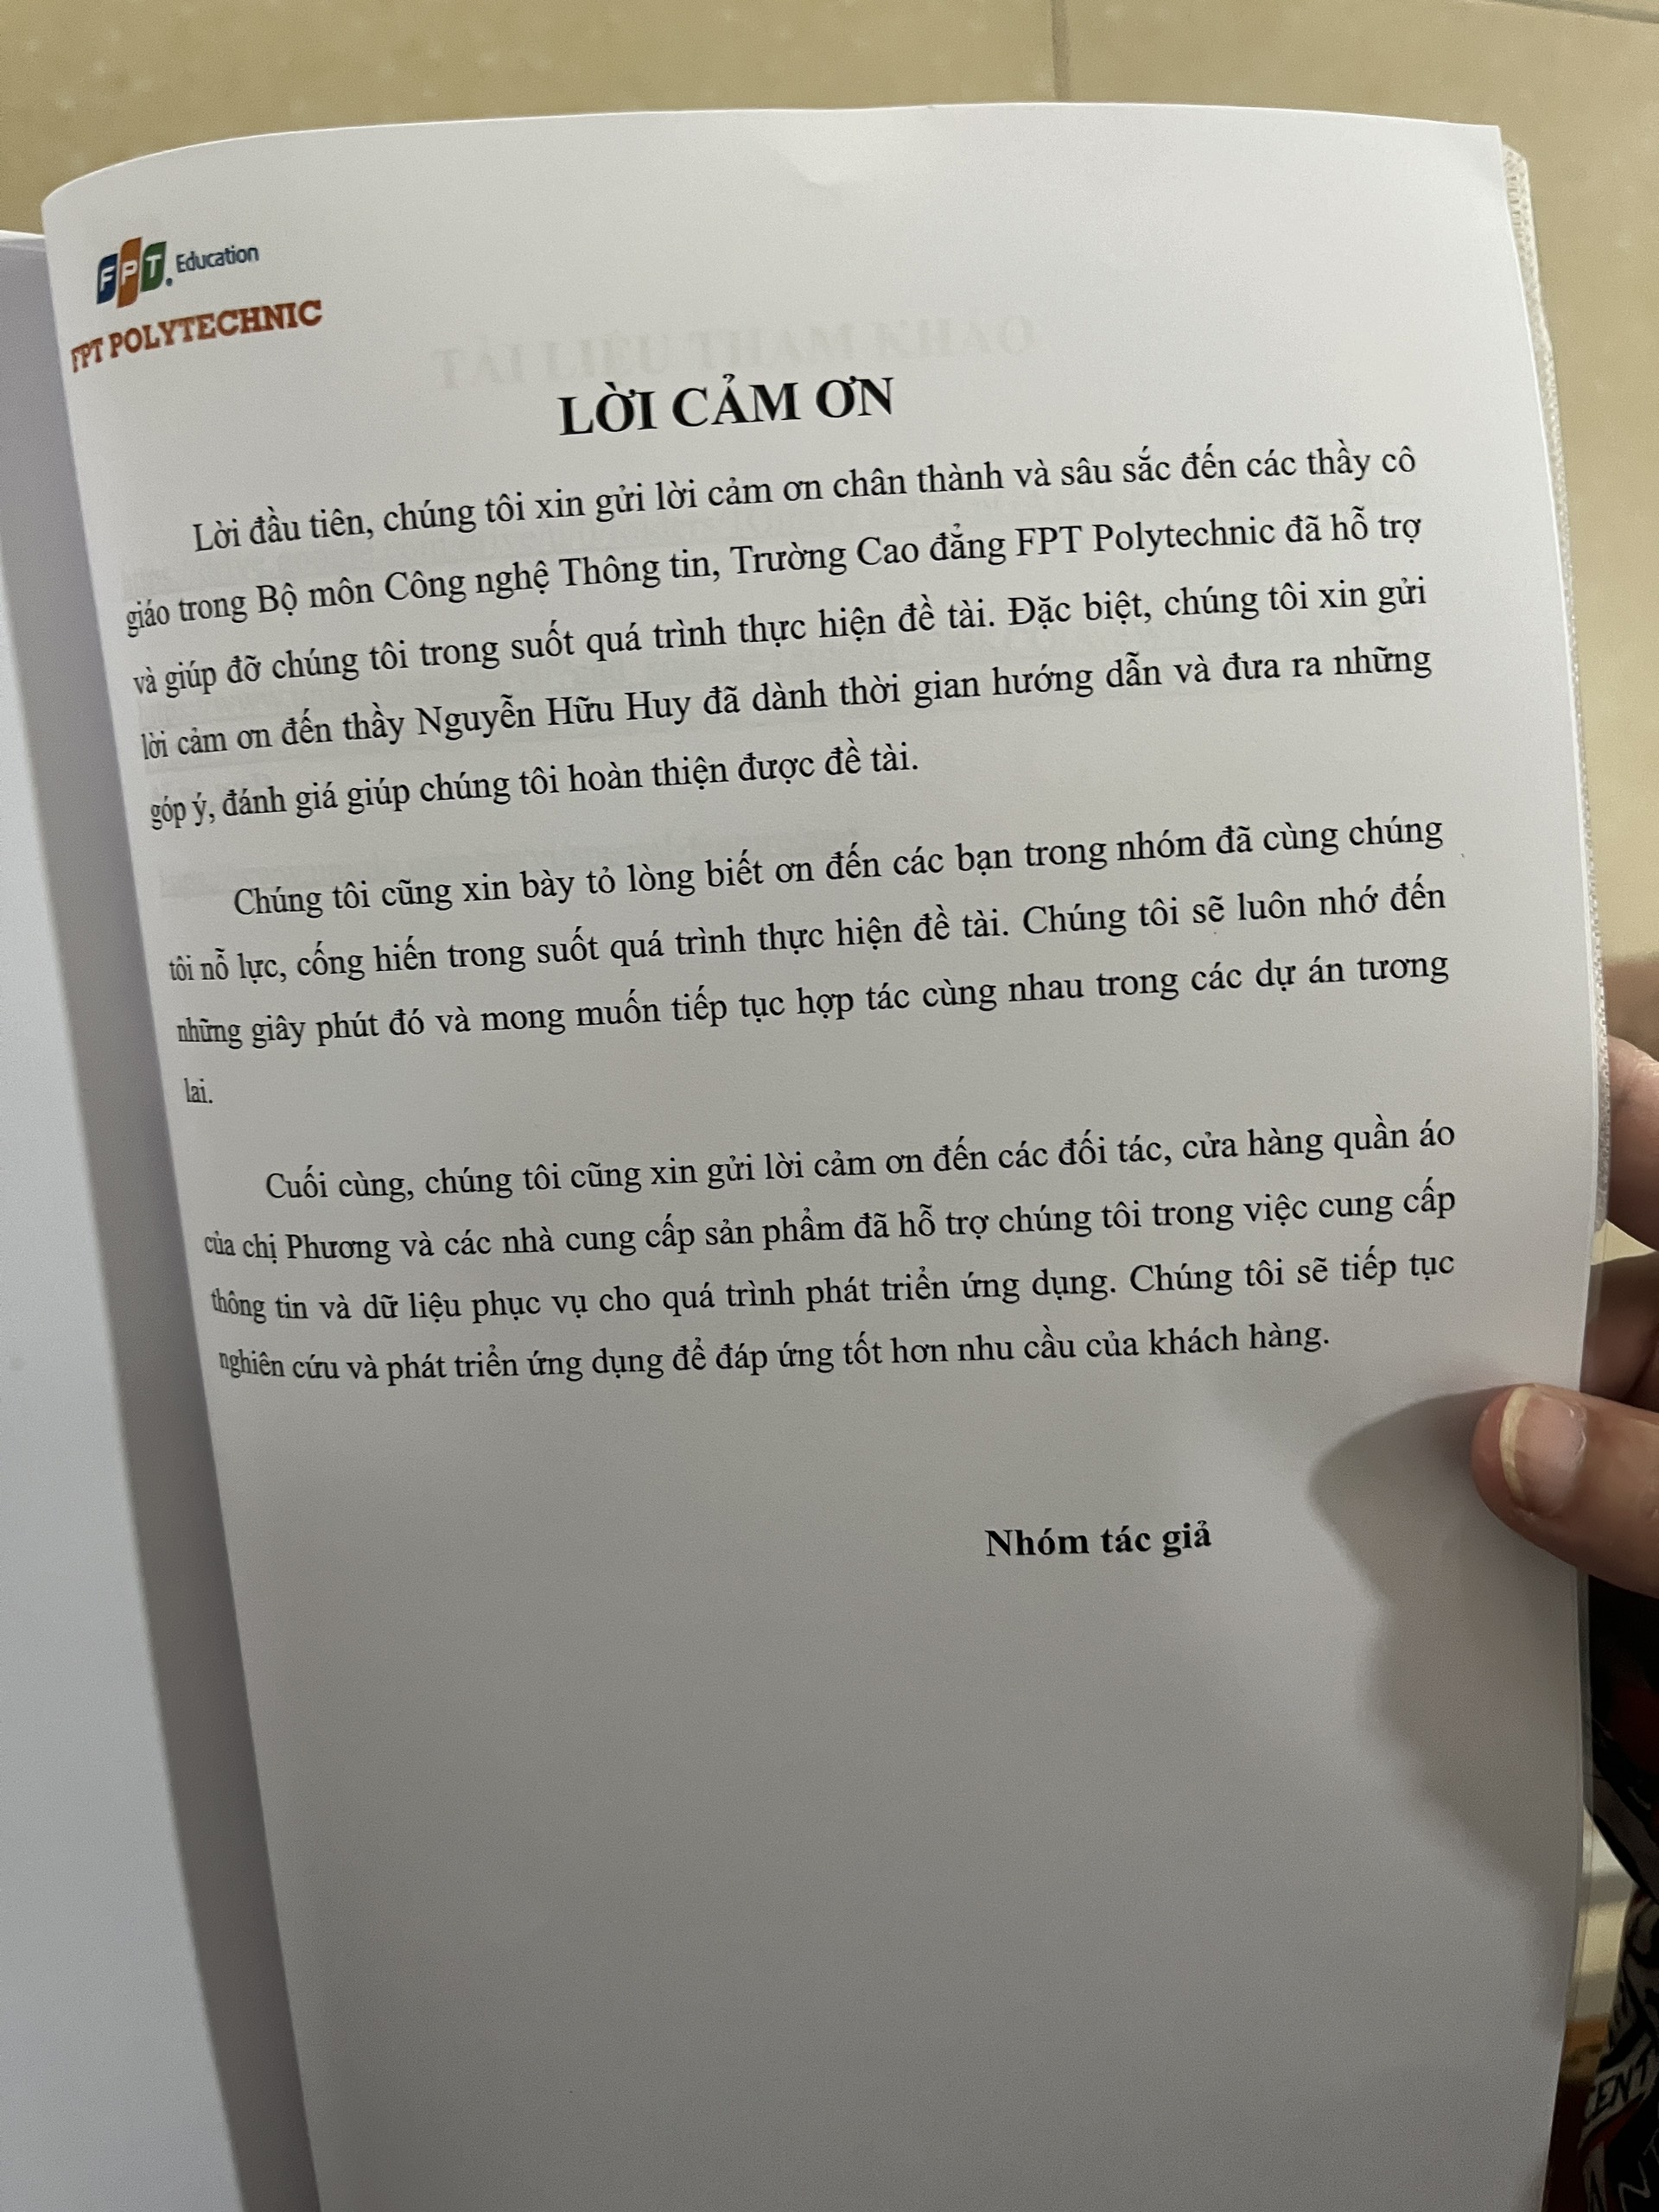 FPT Education
FPT POLYTECHNIC
TÀI LIỆU THAM KHẢO
LỜI CẢM ƠN
Lời đầu tiên, chúng tôi xin gửi lời cảm ơn chân thành và sâu sắc đến các thầy cô
giáo trong Bộ môn Công nghệ Thông tin, Trường Cao đẳng FPT Polytechnic đã hỗ trợ
và giúp đỡ chúng tôi trong suốt quá trình thực hiện đề tài. Đặc biệt, chúng tôi xin gửi
lời cảm ơn đến thầy Nguyễn Hữu Huy đã dành thời gian hướng dẫn và đưa ra những
góp ý, đánh giá giúp chúng tôi hoàn thiện được đề tài.
Chúng tôi cũng xin bày tỏ lòng biết ơn đến các bạn trong nhóm đã cùng chúng
tôi nỗ lực, cống hiến trong suốt quá trình thực hiện đề tài. Chúng tôi sẽ luôn nhớ đến
những giây phút đó và mong muốn tiếp tục hợp tác cùng nhau trong các dự án tương
lai.
Cuối cùng, chúng tôi cũng xin gửi lời cảm ơn đến các đối tác, cửa hàng quần áo
của chị Phương và các nhà cung cấp sản phẩm đã hỗ trợ chúng tôi trong việc cung cấp
thông tin và dữ liệu phục vụ cho quá trình phát triển ứng dụng. Chúng tôi sẽ tiếp tục
nghiên cứu và phát triển ứng dụng để đáp ứng tốt hơn nhu cầu của khách hàng.
Nhóm tác giả